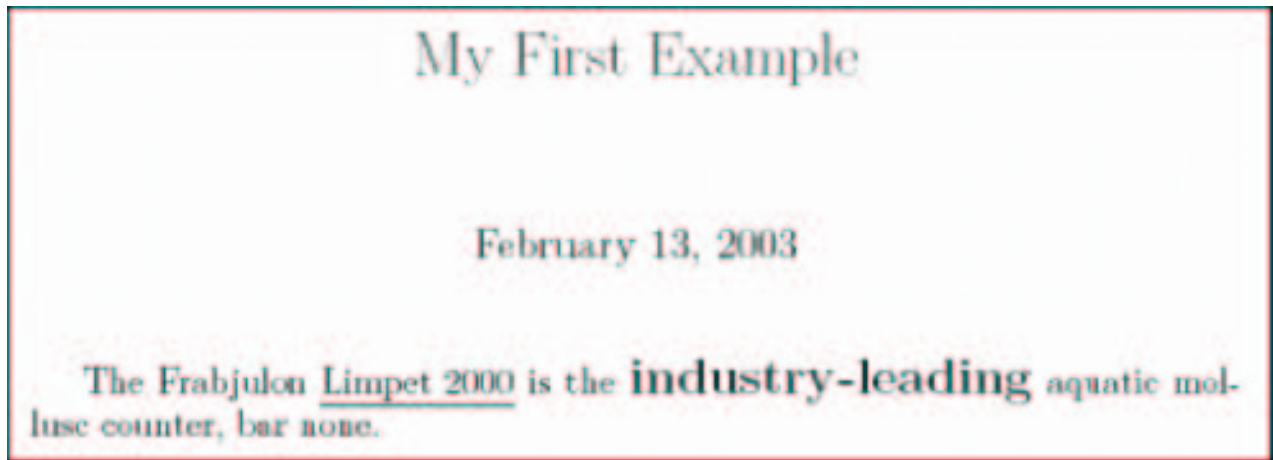 My First Example
February 13, 2003
The Frabjulon Limpet 2000 is the industry-leading aquatic mol-
lusc counter, bar none.